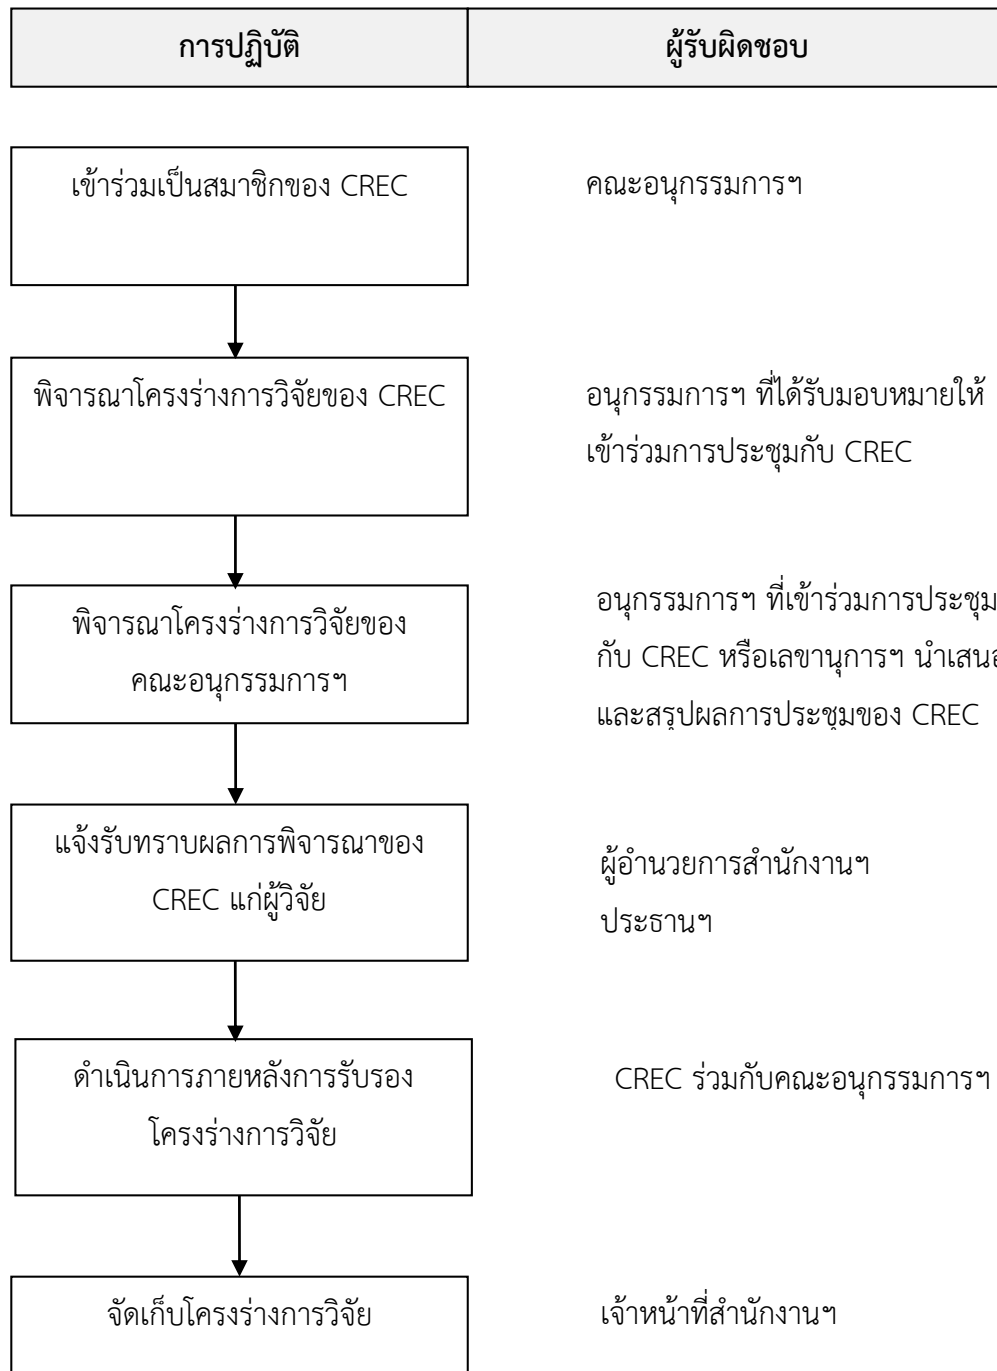 การปฏิบัติ ผู้รับผิดชอบ
เข้าร่วมเป็นสมาชิกของ CREC คณะอนุกรรมการฯ
พิจารณาโครงร่างการวิจัยของ CREC อนุกรรมการฯ ที่ได้รับมอบหมายให้
เข้าร่วมการประชุมกับ CREC
พิจารณาโครงร่างการวิจัยของ
คณะอนุกรรมการฯ
อนุกรรมการฯ ที่เข้าร่วมการประชุม
กับ CREC หรือเลขานุการฯ นำเสนอ
และสรุปผลการประชุมของ CREC
แจ้งรับทราบผลการพิจารณาของ
CREC แก่ผู้วิจัย
ผู้อำนวยการสำนักงานฯ
ประธานฯ
ดำเนินการภายหลังการรับรอง
โครงร่างการวิจัย
CREC ร่วมกับคณะอนุกรรมการฯ
จัดเก็บโครงร่างการวิจัย เจ้าหน้าที่สำนักงานฯ